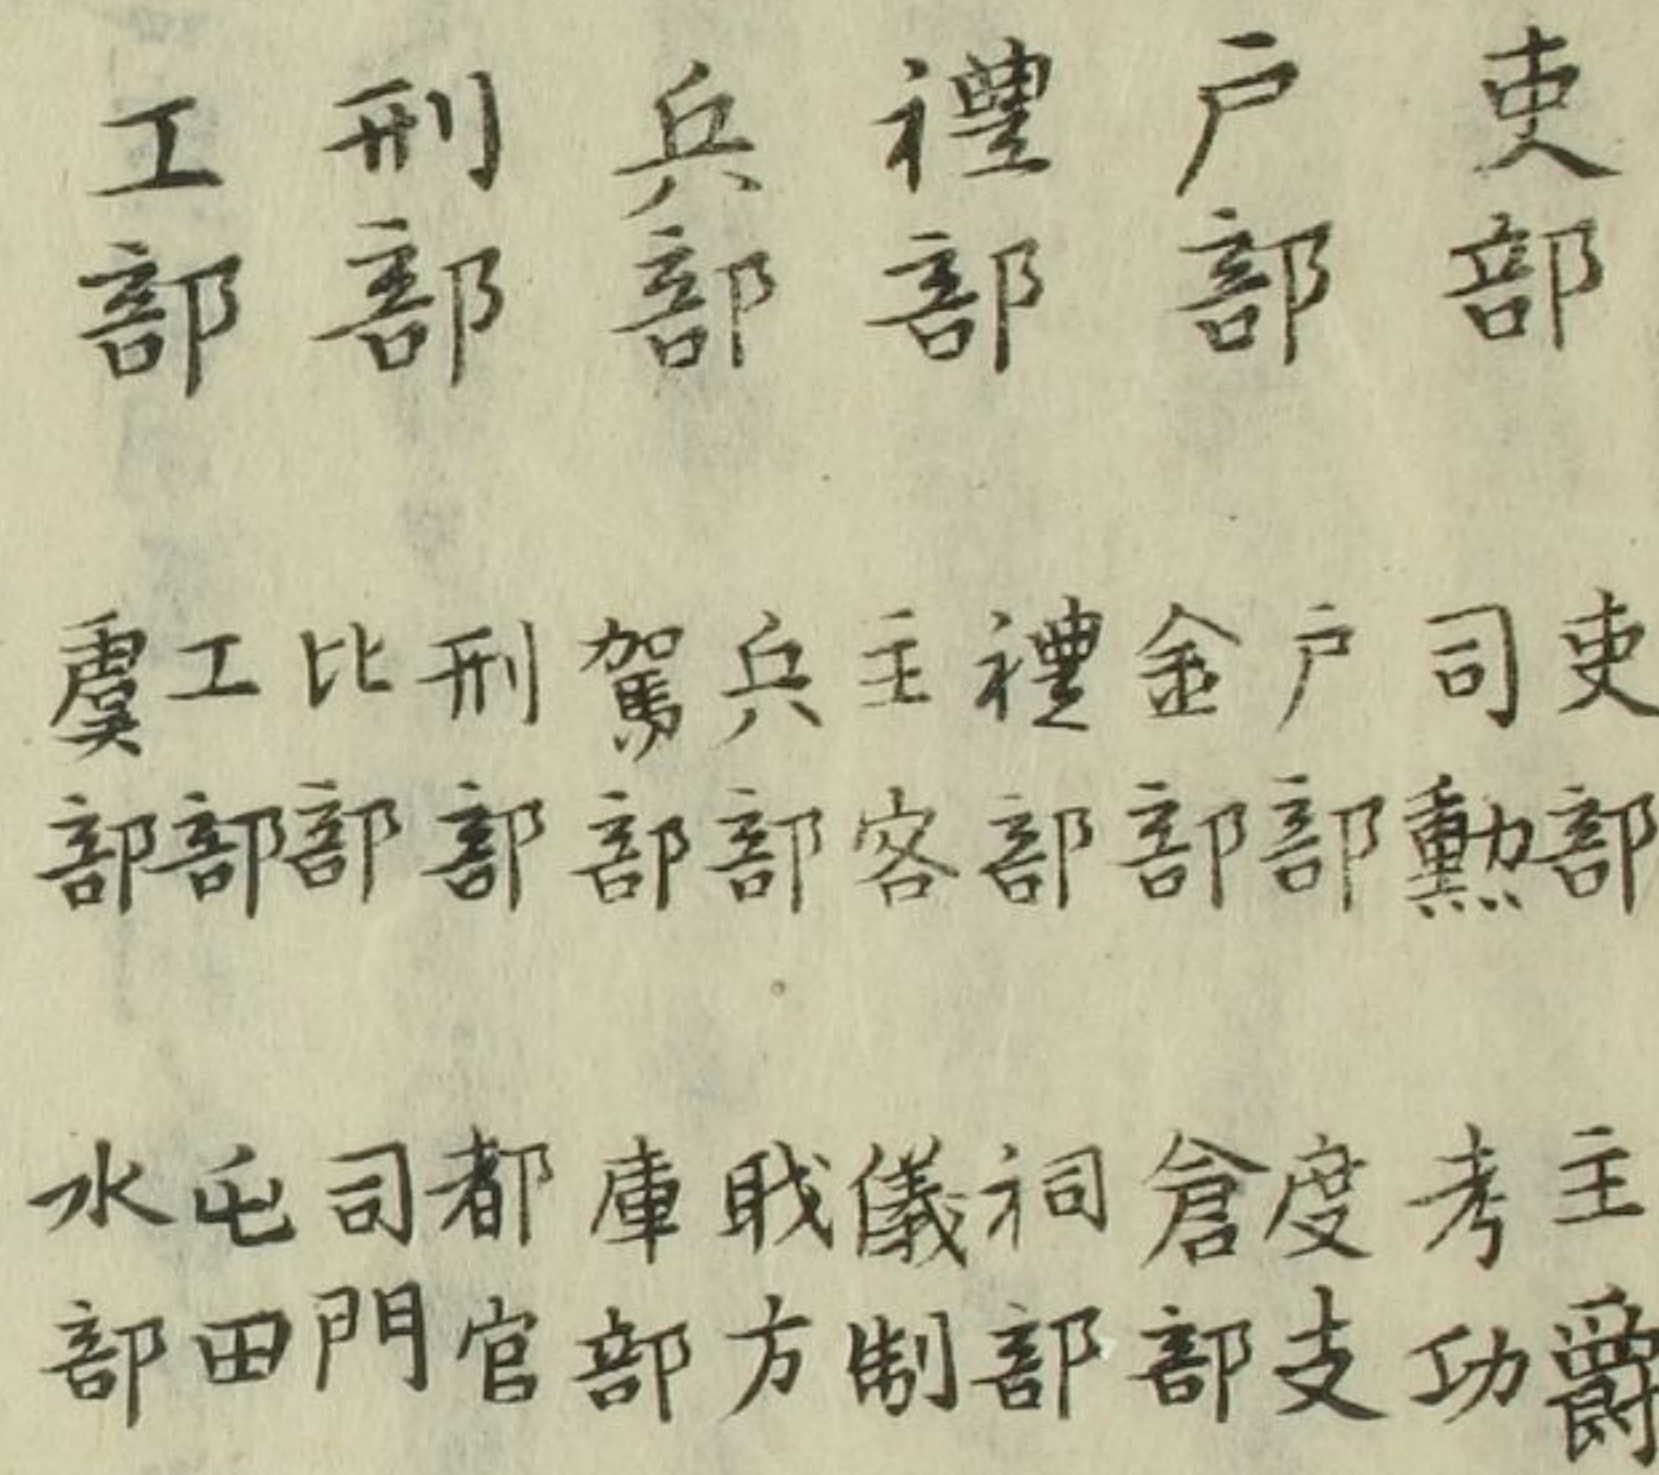 吏部
戸部
禮部
兵部
刑部
工部
吏部
司勲
戸部
金部
禮部
主客
兵部
駕部
刑部
比部
工部
虞部
主爵
考功
度支
倉部
祠部
儀制
職方
庫部
都官
司門
屯田
水部